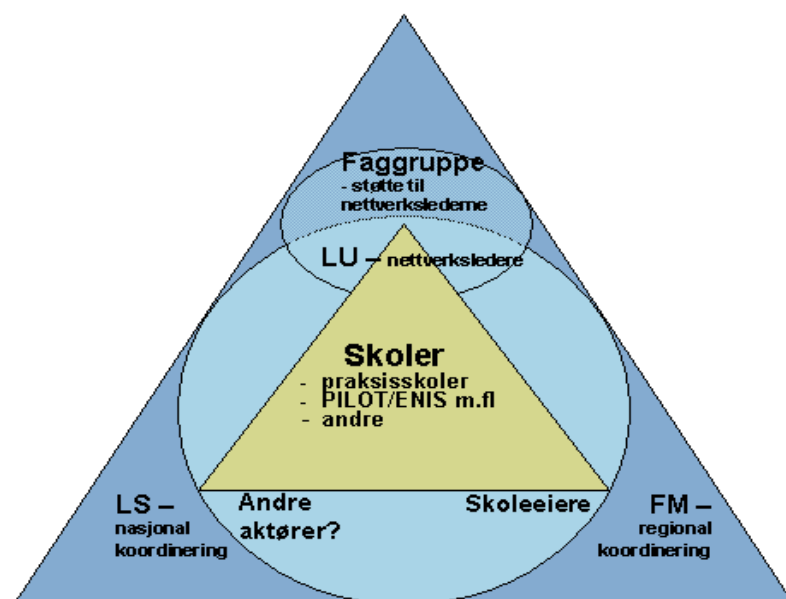 Faggruppe
- støtte til
nettverkslederne
LU – nettverksledere
Skoler
- praksisskoler
- PILOT/ENIS m.fl
- andre
LS –
nasjonal
koordinering
Andre
aktører?
Skoleeiere
FM –
regional
koordinering